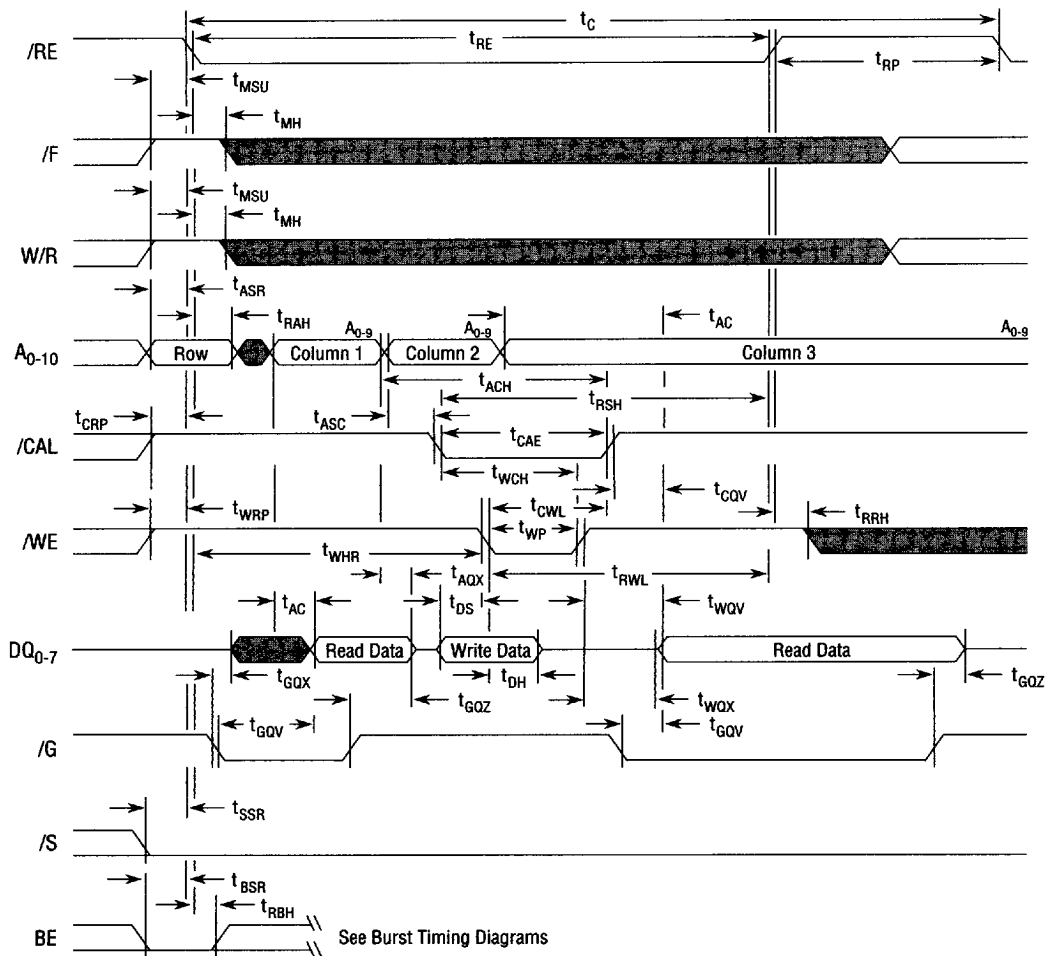 t_C
/RE
t_RE
t_RP
t_MSU
t_MH
/F
t_MSU
t_MH
W/R
t_ASR
t_RAH
A_0-9
A_0-9
t_AC
A_0-9
A_0-10
Row
Column 1
Column 2
Column 3
t_ACH
t_RSH
t_CRP
t_ASC
/CAL
t_CAE
t_WCH
t_WRP
t_CWL
t_CQV
t_WP
t_RRH
/WE
t_WHR
t_AQX
t_RWL
t_AC
t_DS
t_WQV
DQ_0-7
Read Data
Write Data
Read Data
t_GQX
t_DH
t_GQZ
t_GQZ
t_WQX
t_GQV
t_GQV
/G
t_SSR
/S
t_BSR
t_RBH
BE
See Burst Timing Diagrams